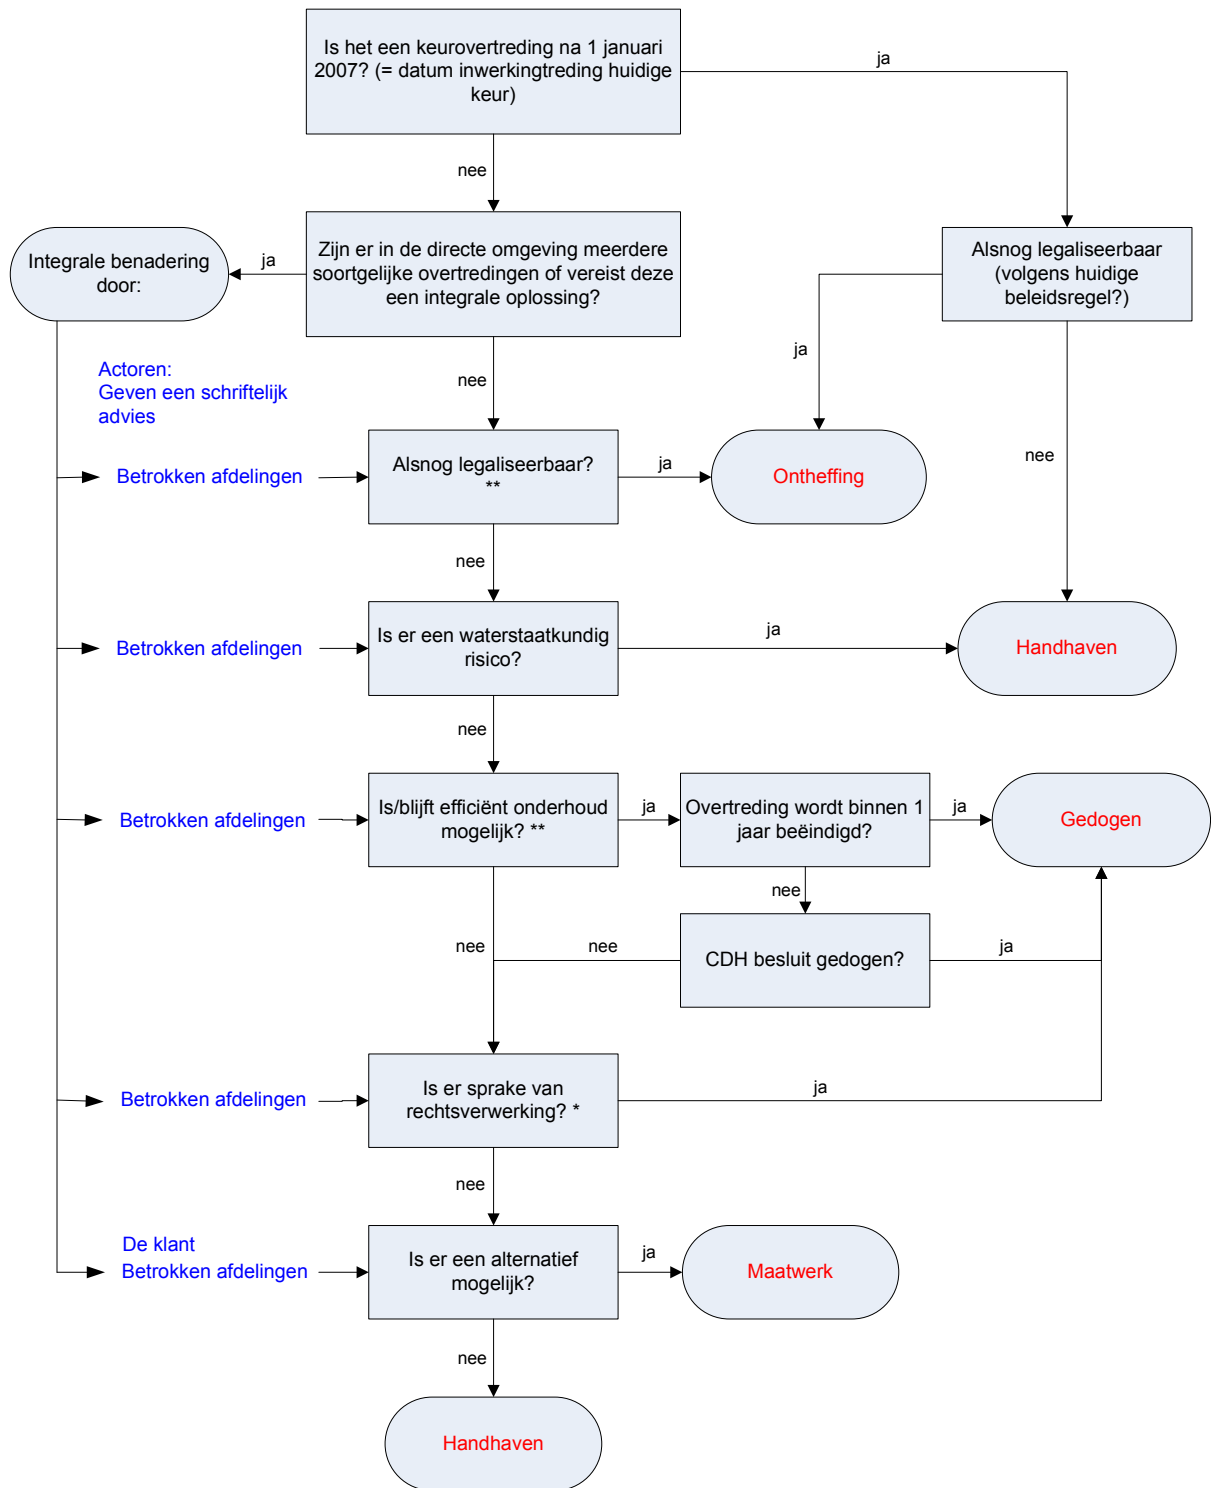 Is het een keurovertreding na 1 januari
2007? (= datum inwerkingtreding huidige
keur)
ja
nee
Zijn er in de directe omgeving meerdere
soortgelijke overtredingen of vereist deze
een integrale oplossing?
ja
Integrale benadering
door:
Alsnog legaliseerbaar
(volgens huidige
beleidsregel?)
ja
nee
Actoren:
Geven een schriftelijk
advies
nee
Betrokken afdelingen
Alsnog legaliseerbaar?
**
ja
Ontheffing
nee
Betrokken afdelingen
Is er een waterstaatkundig
risico?
ja
Handhaven
nee
Betrokken afdelingen
Is/blijft efficiënt onderhoud
mogelijk? **
ja
Overtreding wordt binnen 1
jaar beëindigd?
ja
Gedogen
nee
nee
nee
CDH besluit gedogen?
ja
Betrokken afdelingen
Is er sprake van
rechtsverwerking? *
ja
nee
De klant
Betrokken afdelingen
Is er een alternatief
mogelijk?
ja
Maatwerk
nee
Handhaven